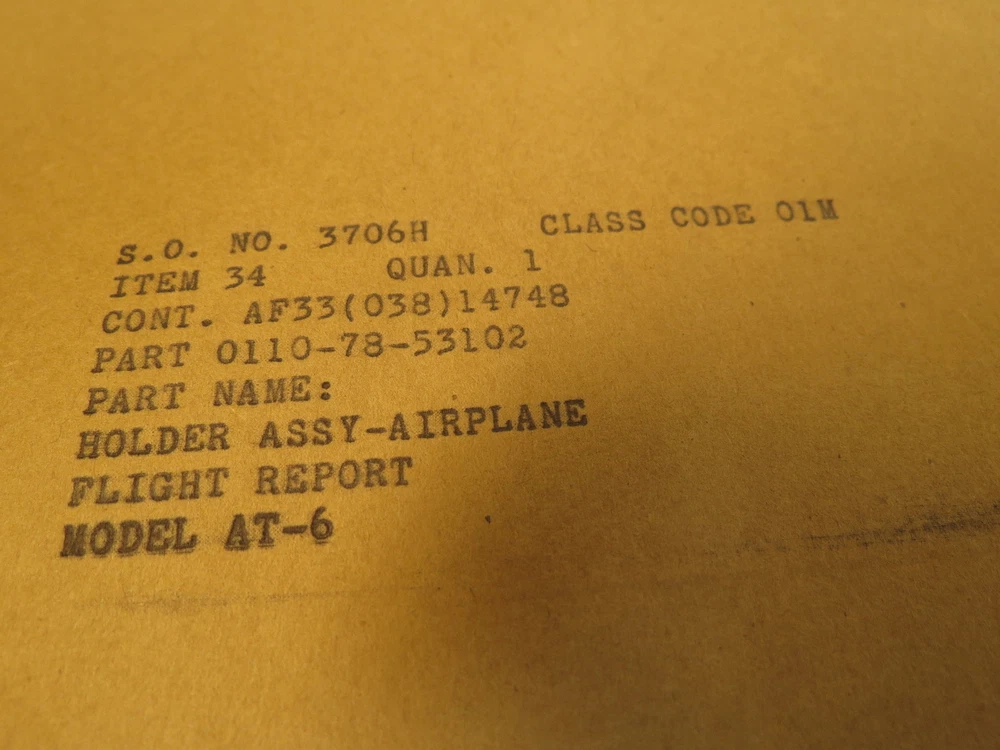 S.O. NO. 3706H CLASS CODE 01M
ITEM 34 QUAN. 1
CONT. AF33(038)14748
PART 0110-78-53102
PART NAME:
HOLDER ASSY-AIRPLANE
FLIGHT REPORT
MODEL AT-6